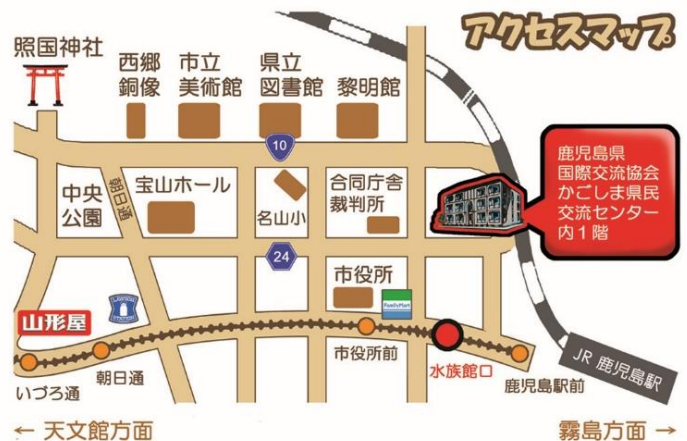 アクセスマップ
照国神社
西郷
銅像
市立
美術館
県立
図書館
黎明館
10
鹿児島県
国際交流協会
かごしま県民
交流センター
内1階
中央
公園
朝日通
宝山ホール
名山小
合同庁舎
裁判所
24
市役所
山形屋
LAWSON
FamilyMart
いづろ通
朝日通
市役所前
水族館口
鹿児島駅前
JR 鹿児島駅
← 天文館方面
霧島方面 →